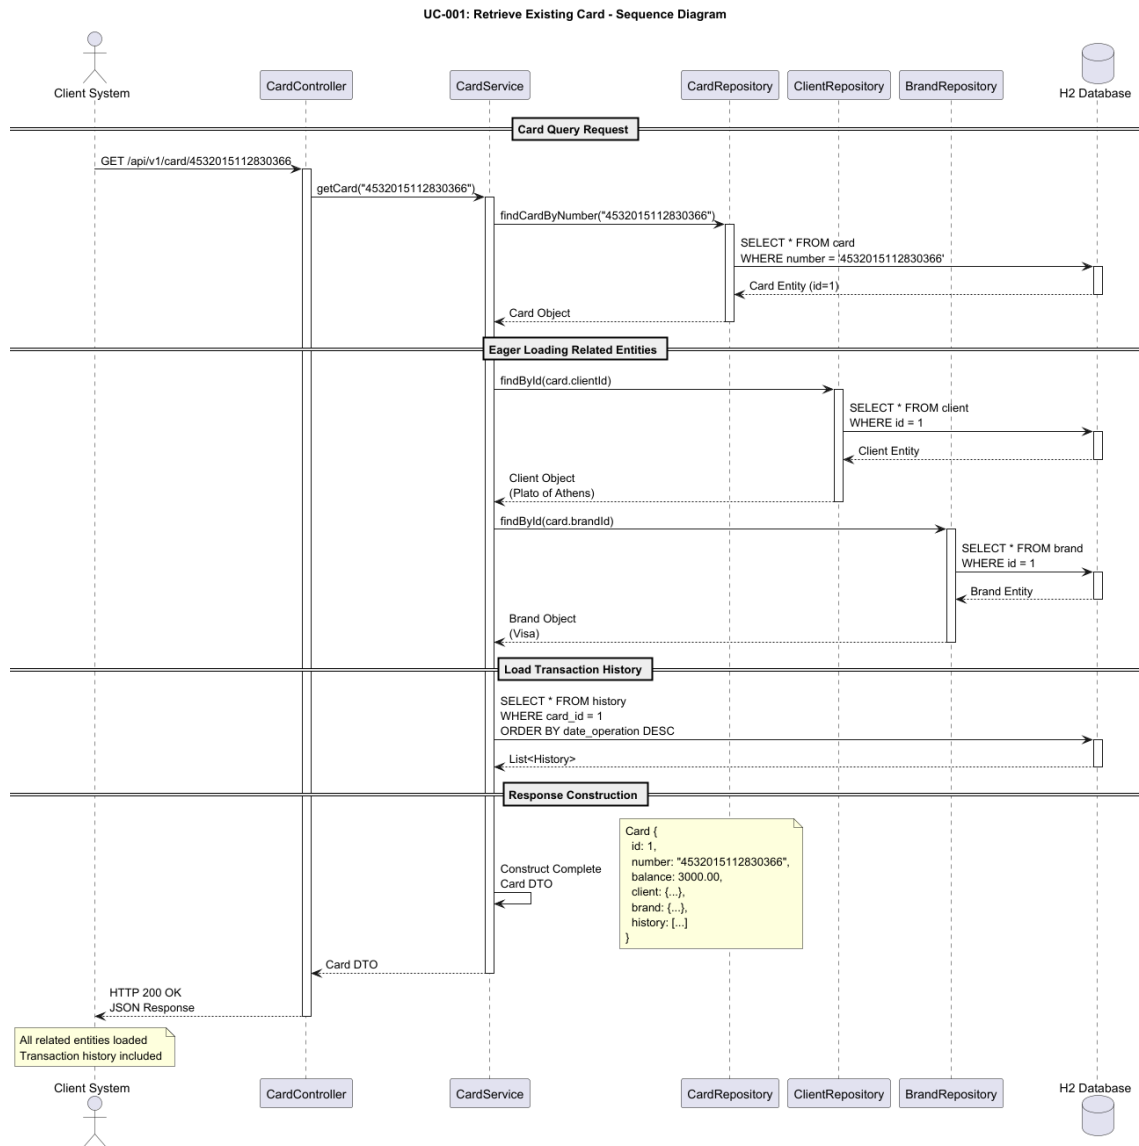 UC-001: Retrieve Existing Card - Sequence Diagram
Client System
CardController
CardService
CardRepository
ClientRepository
BrandRepository
H2 Database
Card Query Request
GET /api/v1/card/4532015112830366
getCard("4532015112830366")
findCardByNumber("4532015112830366")
SELECT * FROM card
WHERE number = '4532015112830366'
Card Entity (id=1)
Card Object
Eager Loading Related Entities
findById(card.clientId)
SELECT * FROM client
WHERE id = 1
Client Entity
Client Object
(Plato of Athens)
findById(card.brandId)
SELECT * FROM brand
WHERE id = 1
Brand Entity
Brand Object
(Visa)
Load Transaction History
SELECT * FROM history
WHERE card_id = 1
ORDER BY date_operation DESC
List<History>
Response Construction
Card {
id: 1,
number: "4532015112830366",
balance: 3000.00,
client: {...},
brand: {...},
history: [...]
}
Construct Complete
Card DTO
Card DTO
HTTP 200 OK
JSON Response
All related entities loaded
Transaction history included
Client System
CardController
CardService
CardRepository
ClientRepository
BrandRepository
H2 Database